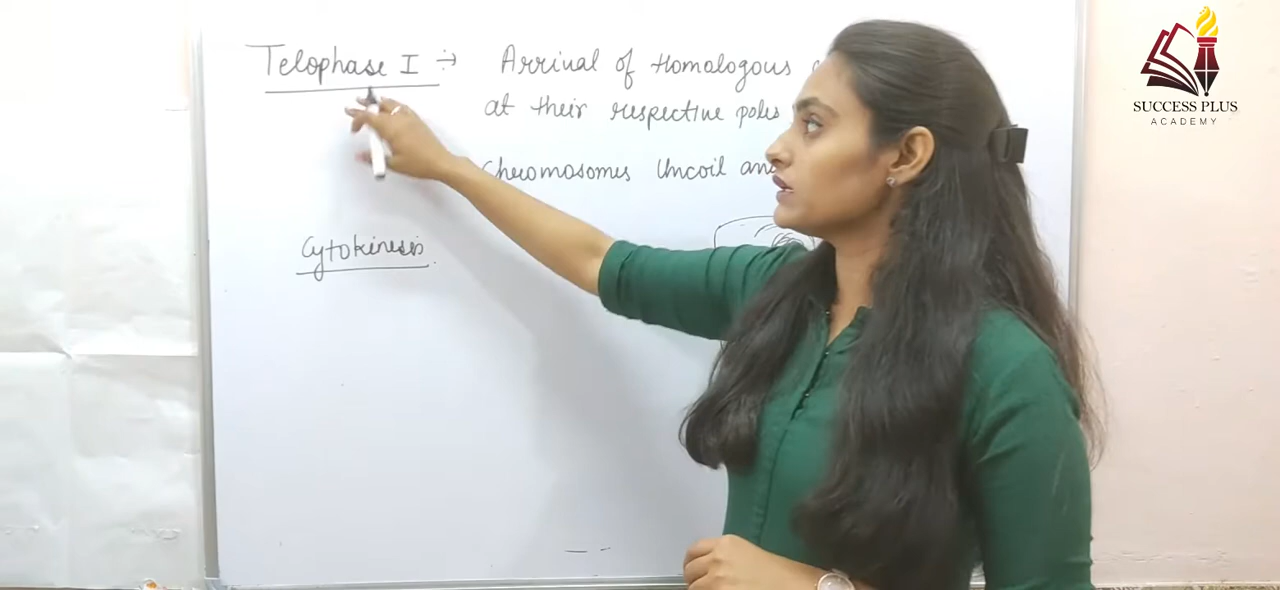 Telophase I :→ Arrival of Homologous
at their respective poles
Chromosomes Uncoil and
Cytokinesis
SUCCESS PLUS
ACADEMY